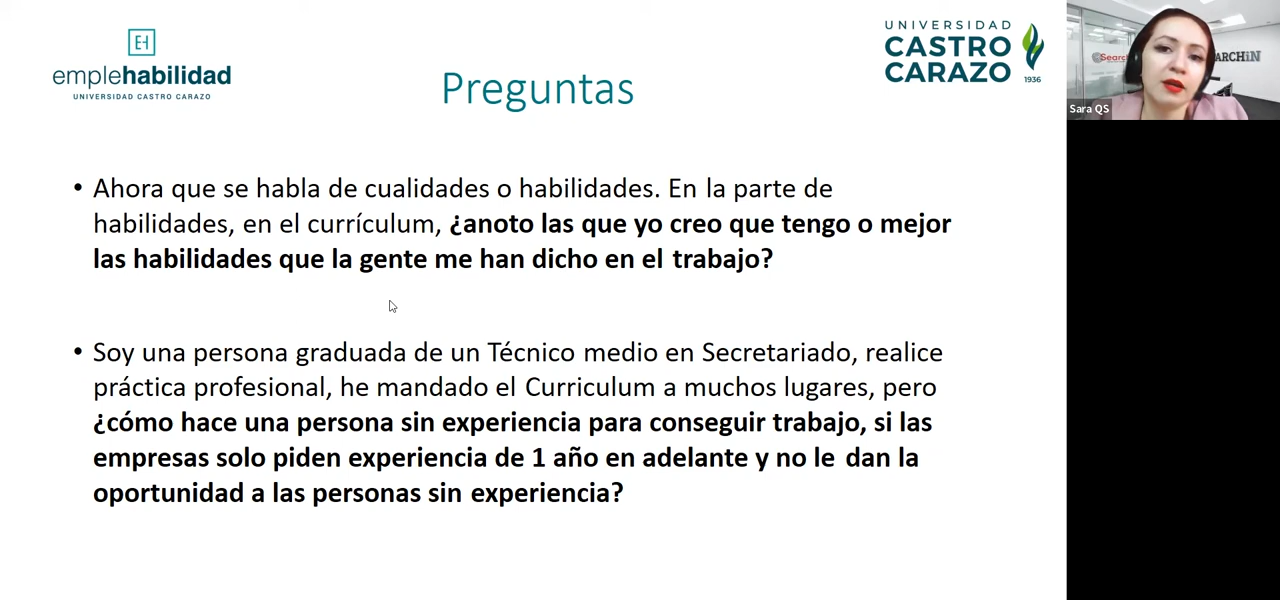 EH
emplehabilidad
UNIVERSIDAD CASTRO CARAZO
Preguntas
UNIVERSIDAD
CASTRO
CARAZO
1936
Sara QS
• Ahora que se habla de cualidades o habilidades. En la parte de
habilidades, en el currículum, ¿anoto las que yo creo que tengo o mejor
las habilidades que la gente me han dicho en el trabajo?
• Soy una persona graduada de un Técnico medio en Secretariado, realice
práctica profesional, he mandado el Curriculum a muchos lugares, pero
¿cómo hace una persona sin experiencia para conseguir trabajo, si las
empresas solo piden experiencia de 1 año en adelante y no le dan la
oportunidad a las personas sin experiencia?